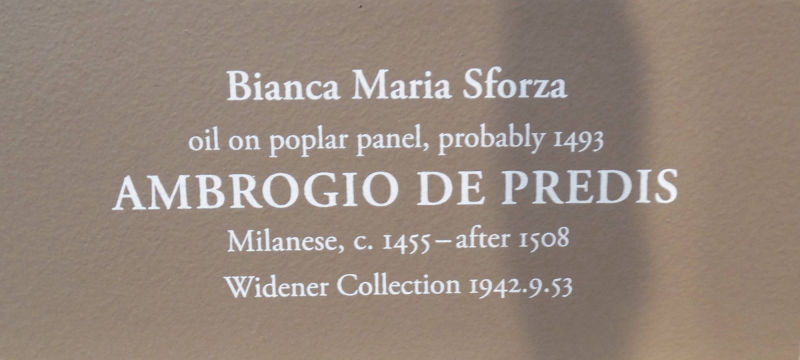 Bianca Maria Sforza
oil on poplar panel, probably 1493
AMBROGIO DE PREDIS
Milanese, c. 1455–after 1508
Widener Collection 1942.9.53